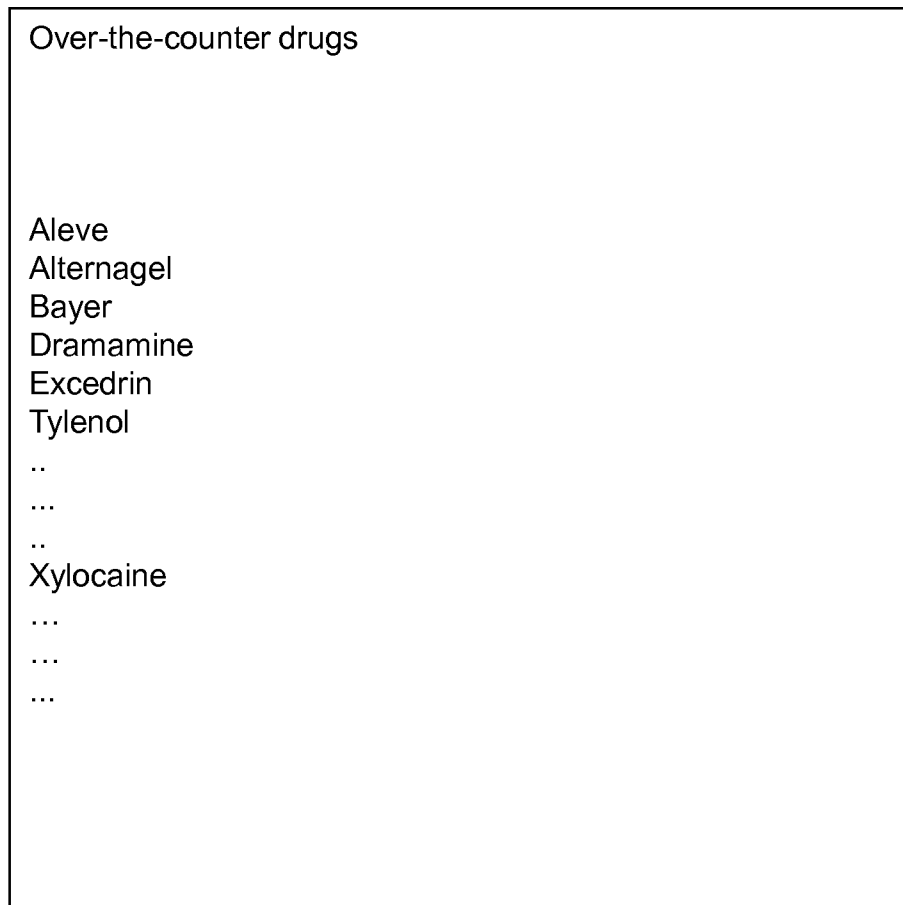 Over-the-counter drugs
Aleve
Alternagel
Bayer
Dramamine
Excedrin
Tylenol
..
...
..
Xylocaine
…
…
...